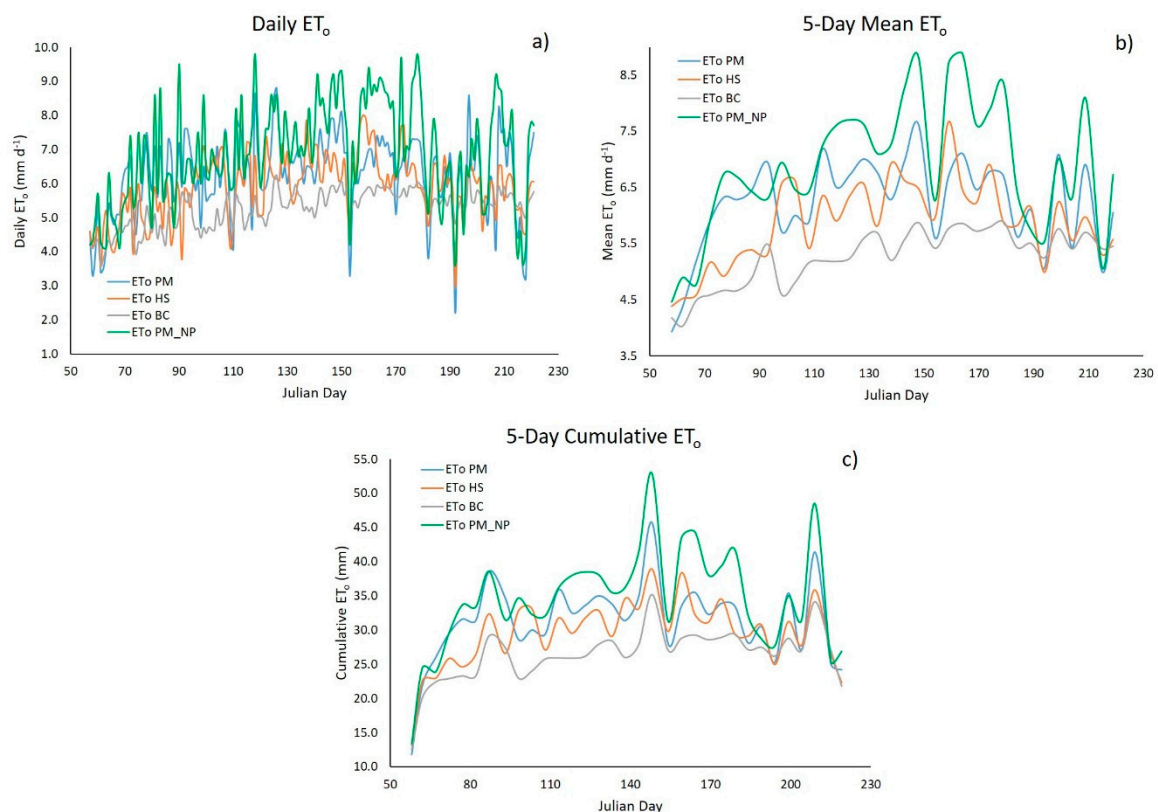 Daily ETₒ
a)
10.0
9.0
8.0
7.0
6.0
5.0
4.0
3.0
2.0
1.0
Daily ETₒ (mm d⁻¹)
ETo PM
ETo HS
ETo BC
ETo PM_NP
50 70 90 110 130 150 170 190 210 230
Julian Day
5-Day Mean ETₒ
b)
8.5
7.5
6.5
5.5
4.5
3.5
Mean ETₒ (mm d⁻¹)
ETo PM
ETo HS
ETo BC
ETo PM_NP
50 70 90 110 130 150 170 190 210 230
Julian Day
5-Day Cumulative ETₒ
c)
55.0
50.0
45.0
40.0
35.0
30.0
25.0
20.0
15.0
10.0
Cumulative ETₒ (mm)
ETo PM
ETo HS
ETo BC
ETo PM_NP
50 80 110 140 170 200 230
Julian Day